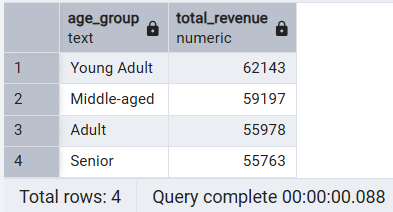 age_group total_revenue
text numeric
1 Young Adult 62143
2 Middle-aged 59197
3 Adult 55978
4 Senior 55763
Total rows: 4 Query complete 00:00:00.088